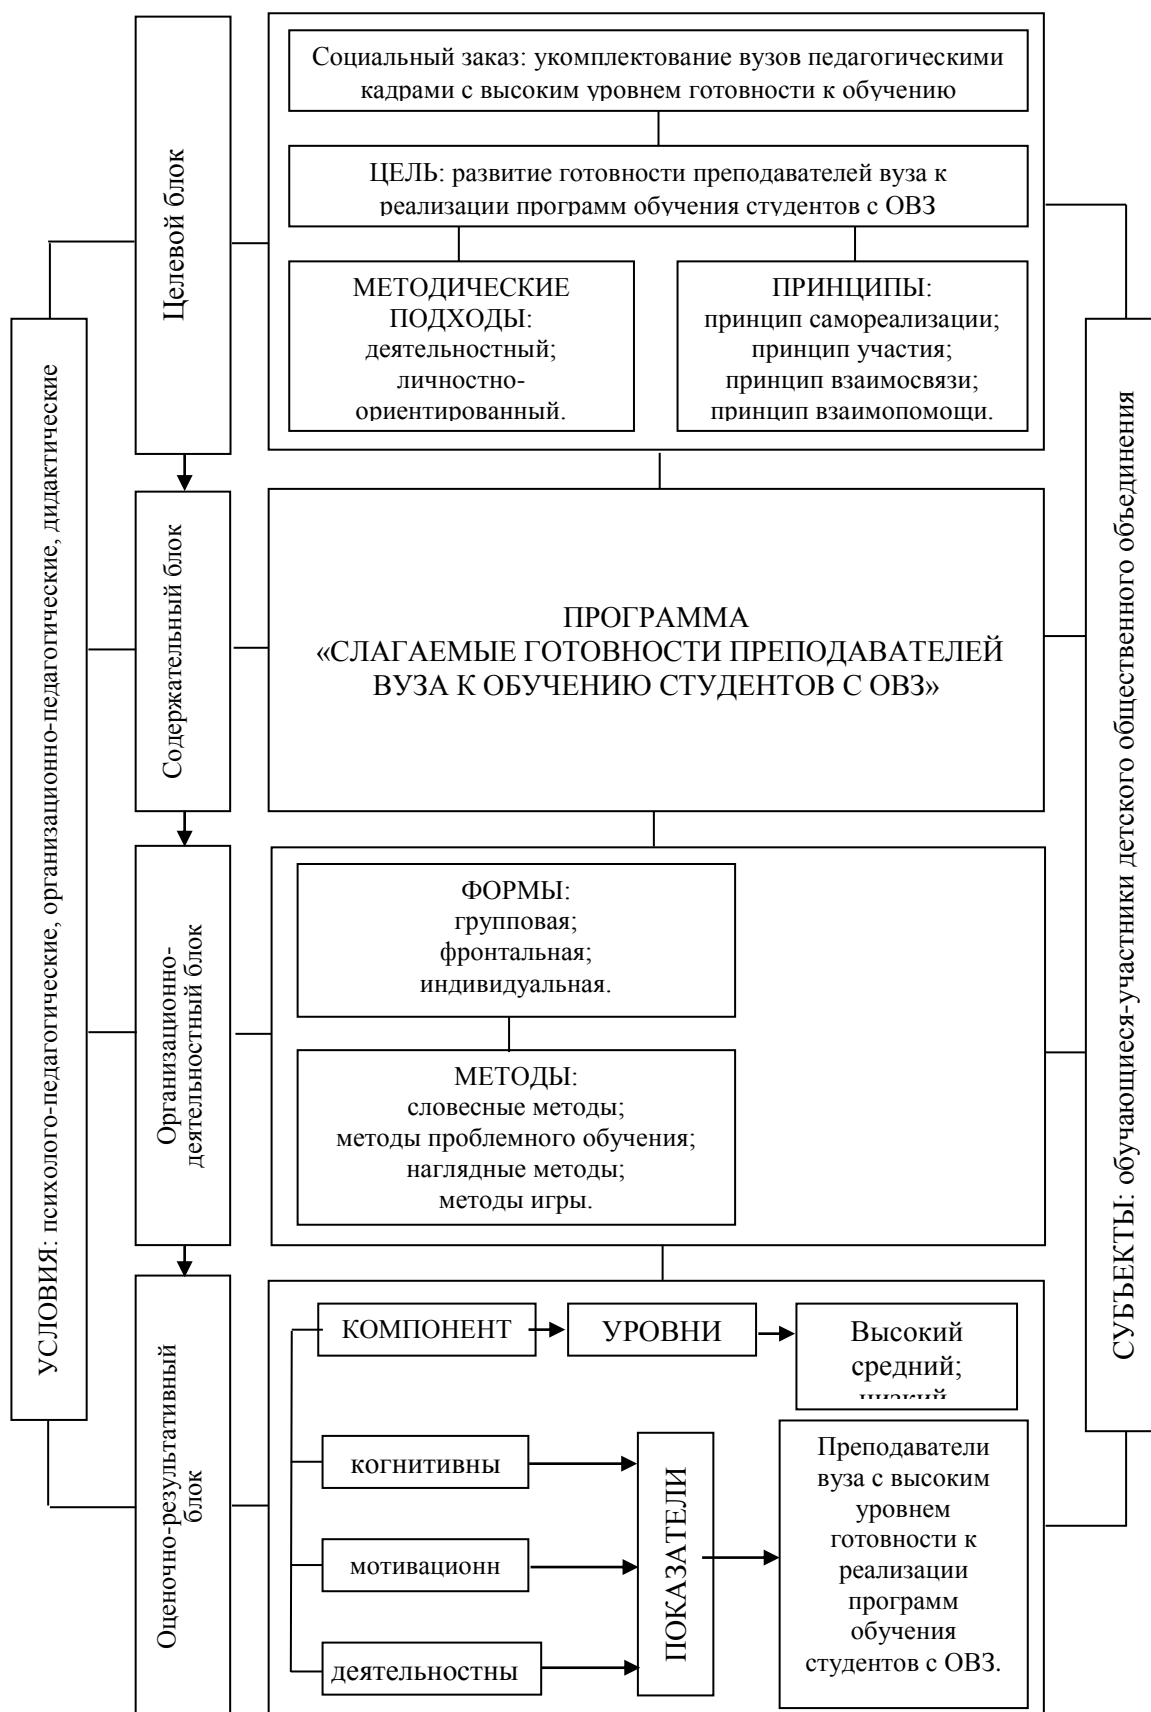 Социальный заказ: укомплектование вузов педагогическими
кадрами с высоким уровнем готовности к обучению
Целевой блок
ЦЕЛЬ: развитие готовности преподавателей вуза к
реализации программ обучения студентов с ОВЗ
МЕТОДИЧЕСКИЕ
ПОДХОДЫ:
деятельностный;
личностно-
ориентированный.
ПРИНЦИПЫ:
принцип самореализации;
принцип участия;
принцип взаимосвязи;
принцип взаимопомощи.
УСЛОВИЯ: психолого-педагогические, организационно-педагогические, дидактические
СУБЪЕКТЫ: обучающиеся-участники детского общественного объединения
Содержательный блок
ПРОГРАММА
«СЛАГАЕМЫЕ ГОТОВНОСТИ ПРЕПОДАВАТЕЛЕЙ
ВУЗА К ОБУЧЕНИЮ СТУДЕНТОВ С ОВЗ»
Организационно-
деятельностный блок
ФОРМЫ:
групповая;
фронтальная;
индивидуальная.
МЕТОДЫ:
словесные методы;
методы проблемного обучения;
наглядные методы;
методы игры.
Оценочно-результативный
блок
КОМПОНЕНТ
УРОВНИ
Высокий
средний;
низкий
когнитивны
мотивационн
деятельностны
ПОКАЗАТЕЛИ
Преподаватели
вуза с высоким
уровнем
готовности к
реализации
программ
обучения
студентов с ОВЗ.